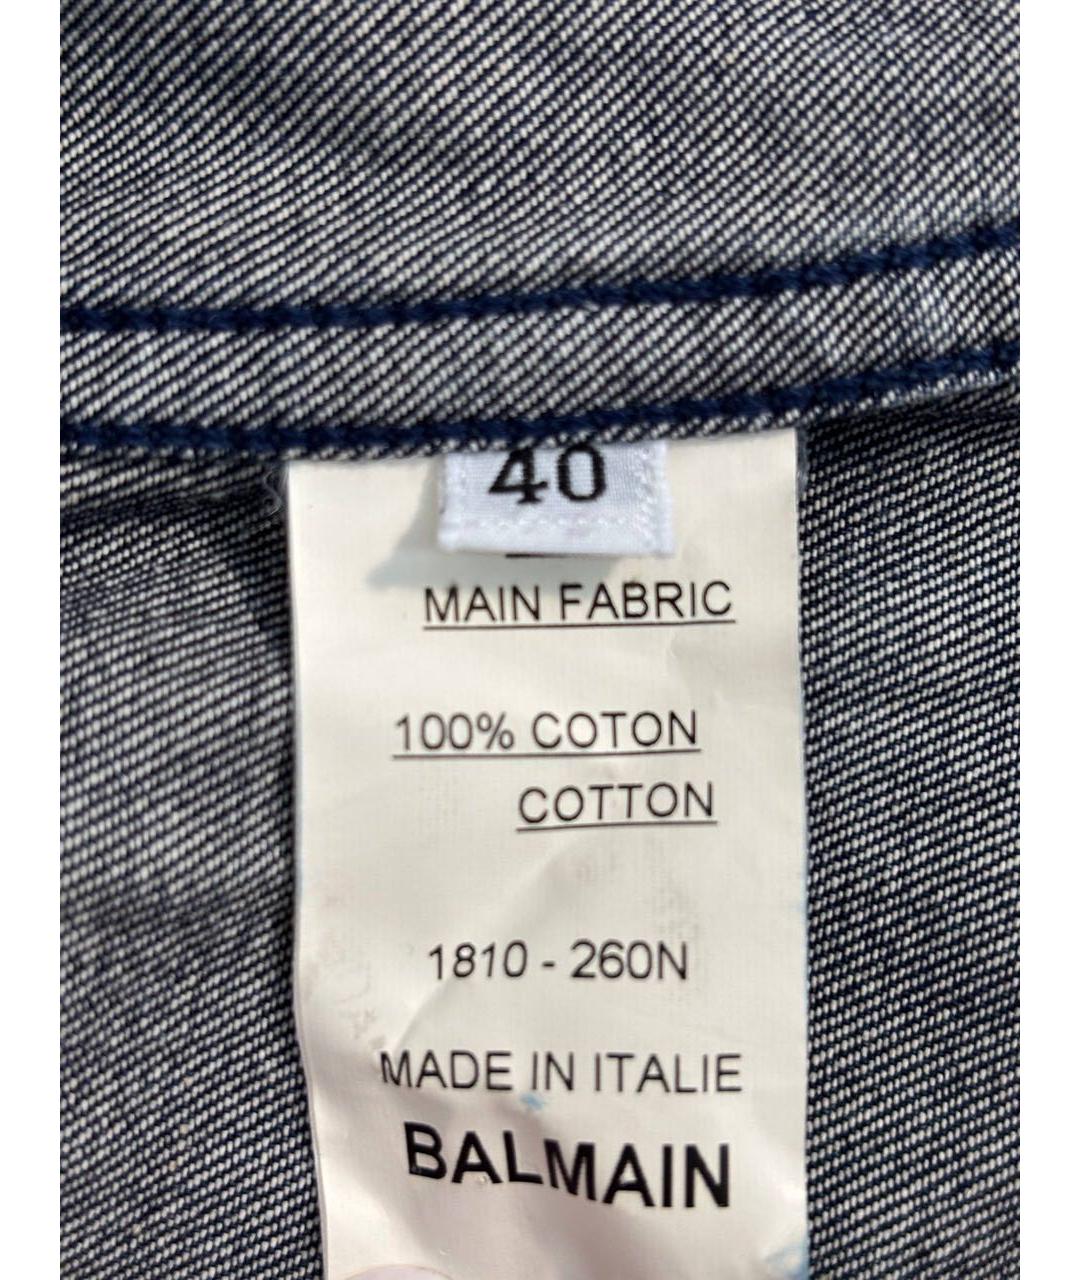 40
MAIN FABRIC
100% COTON
COTTON
1810 - 260N
MADE IN ITALIE
BALMAIN